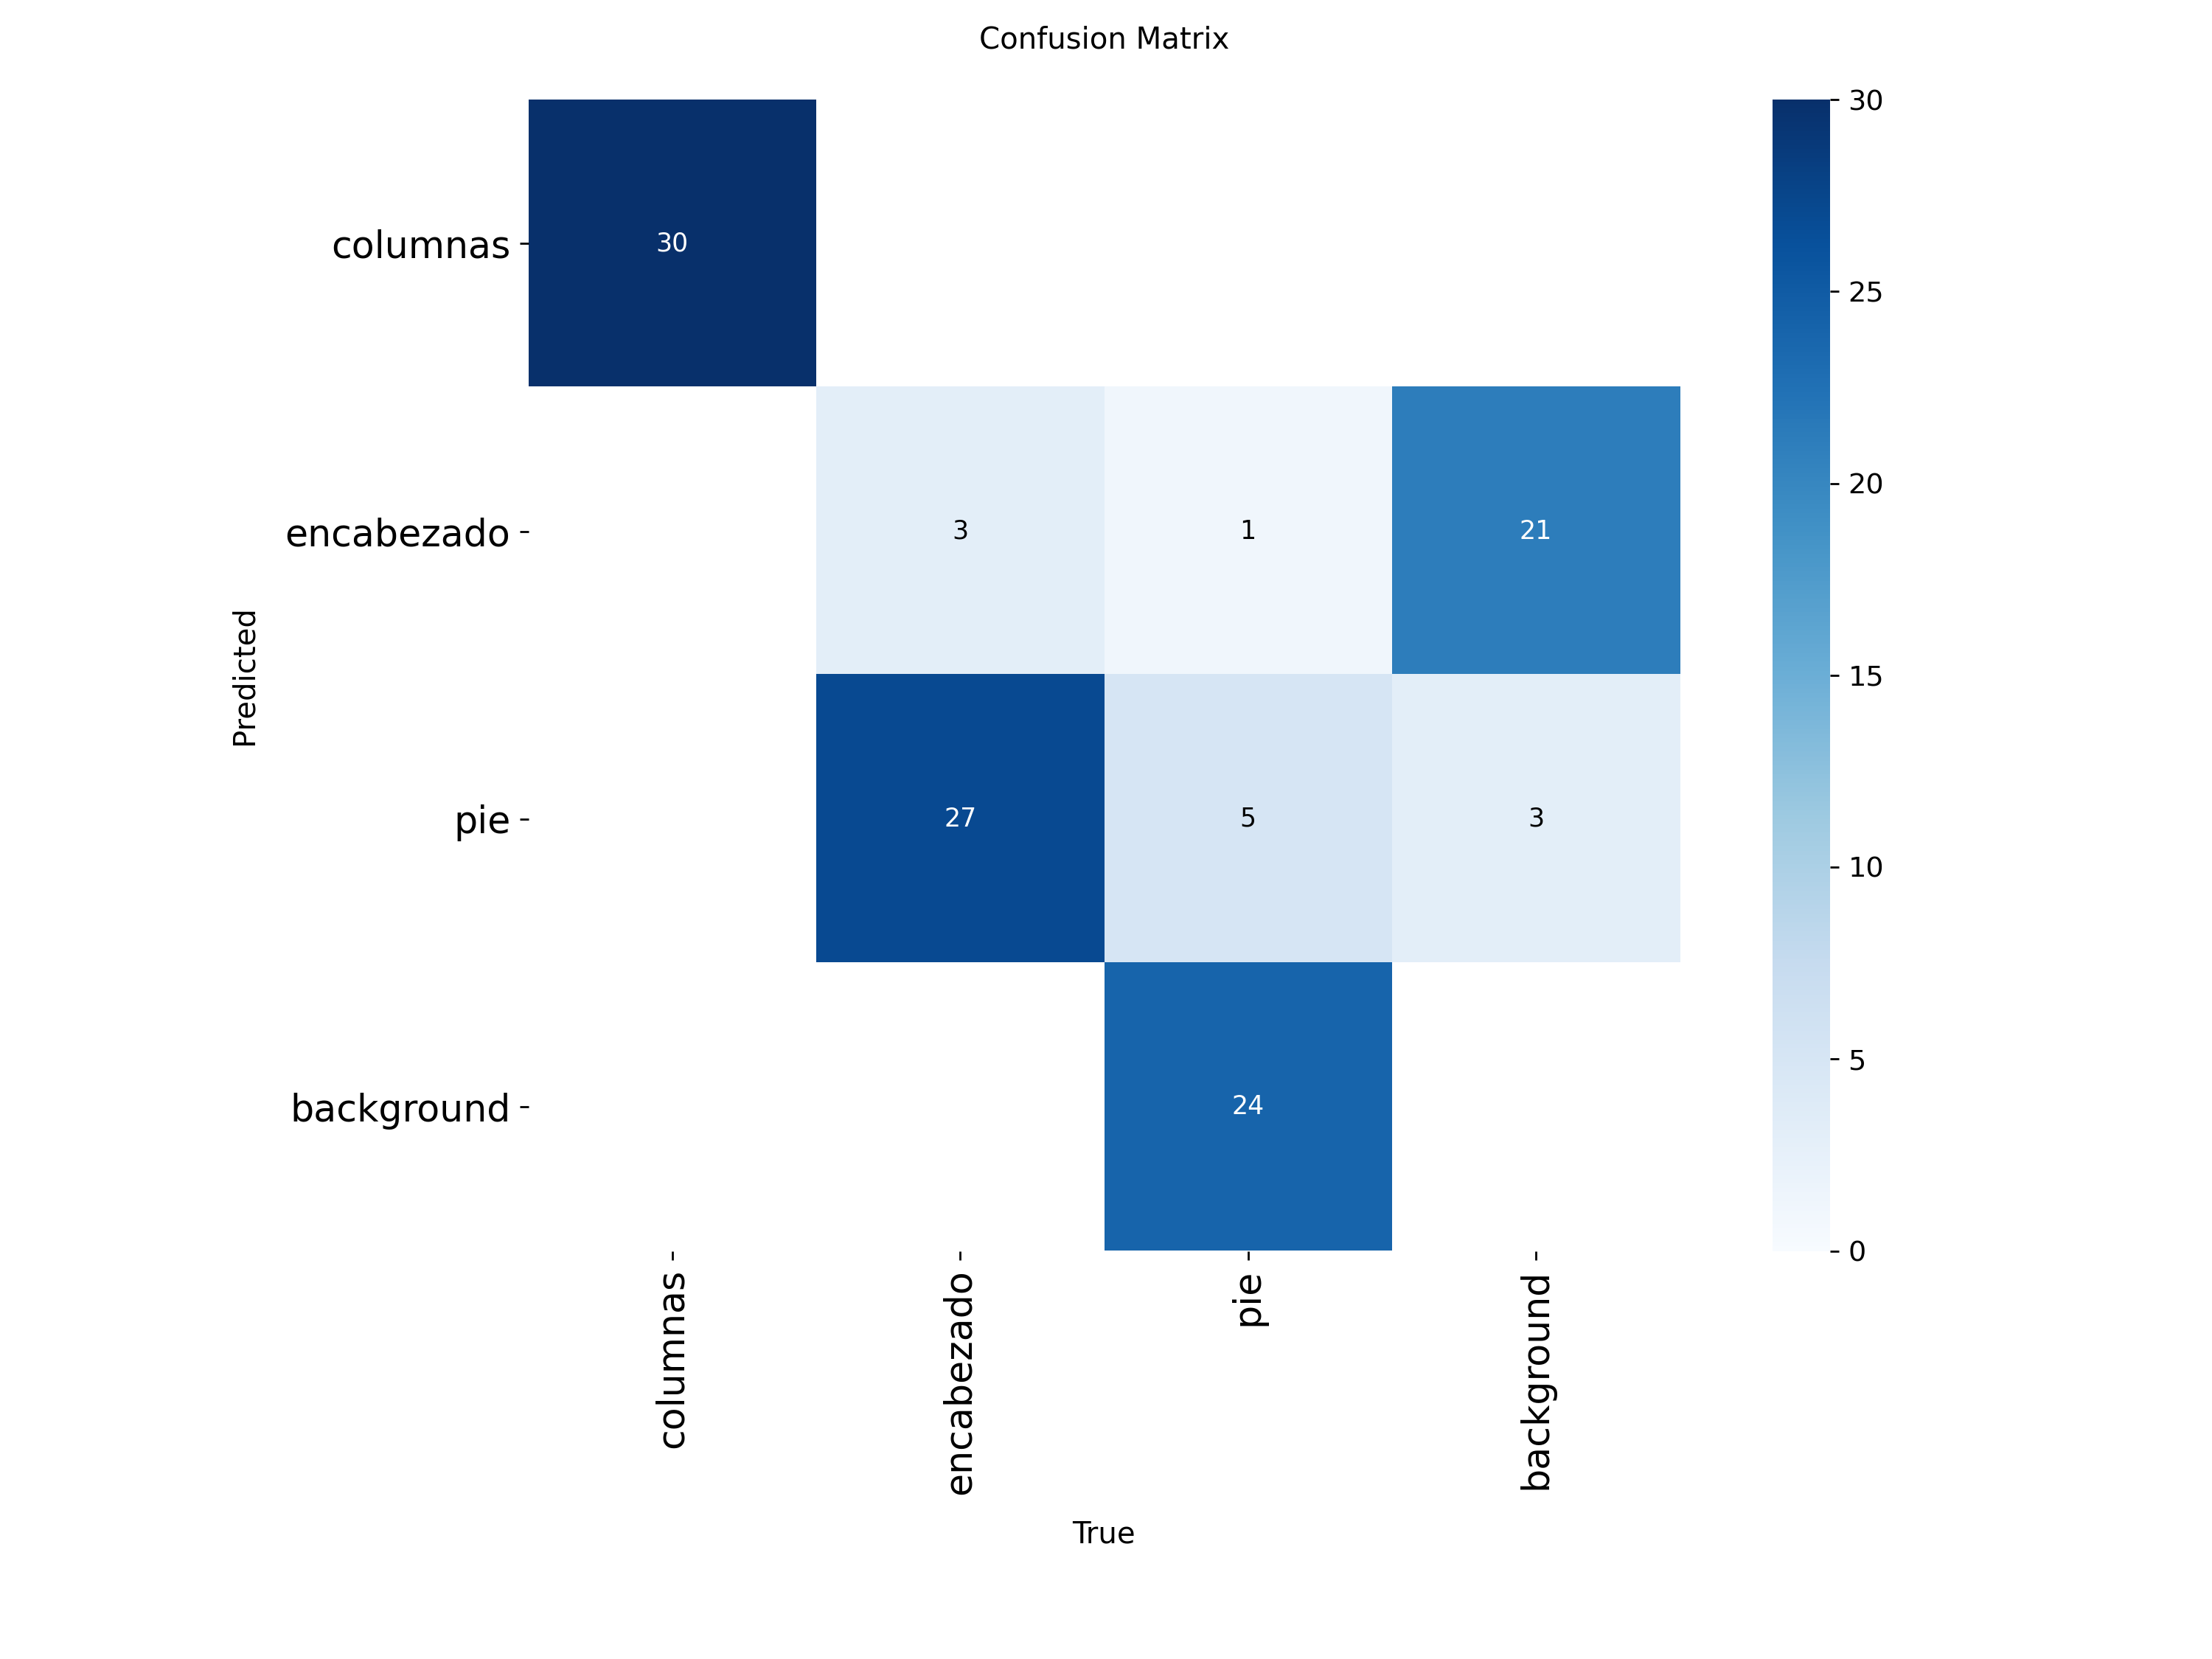 Confusion Matrix
columnas
encabezado
pie
background
Predicted
30
3 1 21
27 5 3
24
columnas
encabezado
pie
background
True
30
25
20
15
10
5
0